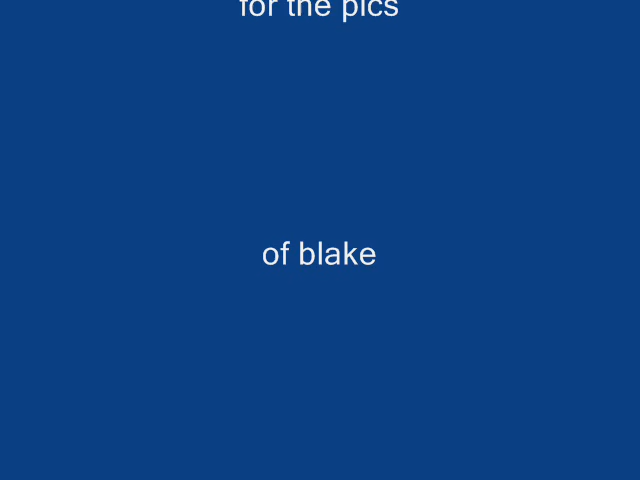 for the pics
of blake